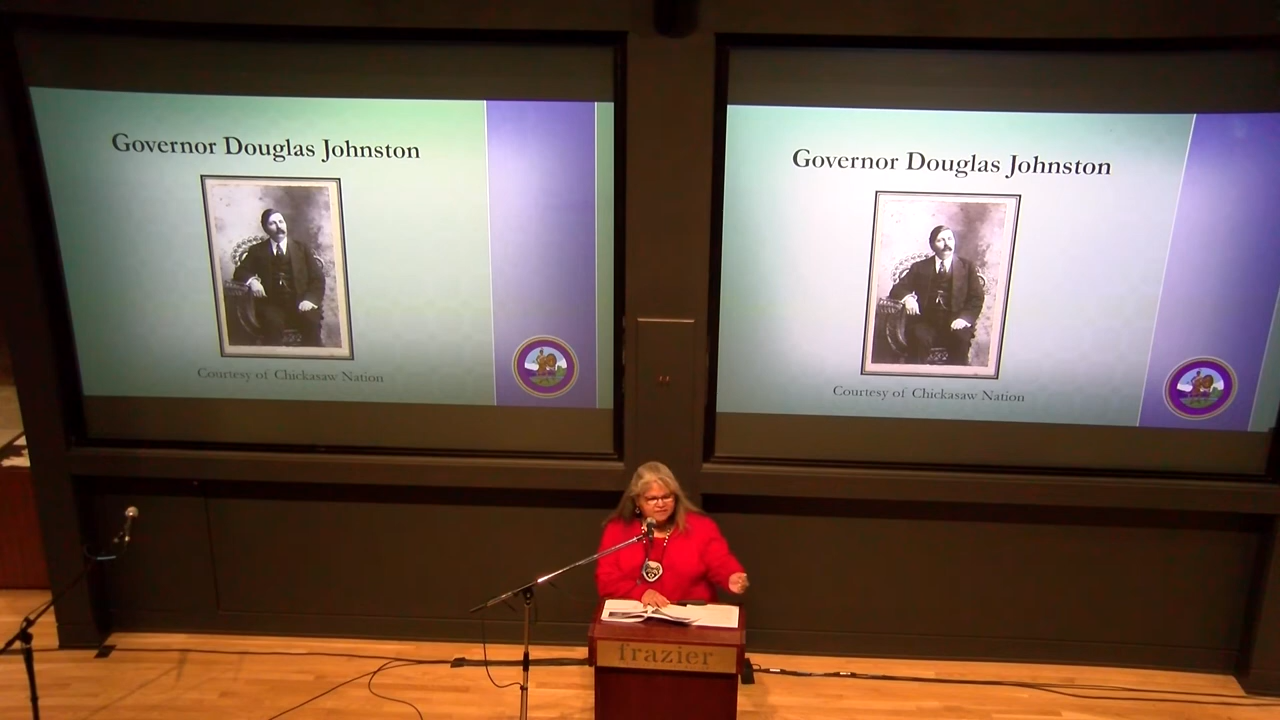 Governor Douglas Johnston
Courtesy of Chickasaw Nation
Governor Douglas Johnston
Courtesy of Chickasaw Nation
frazier